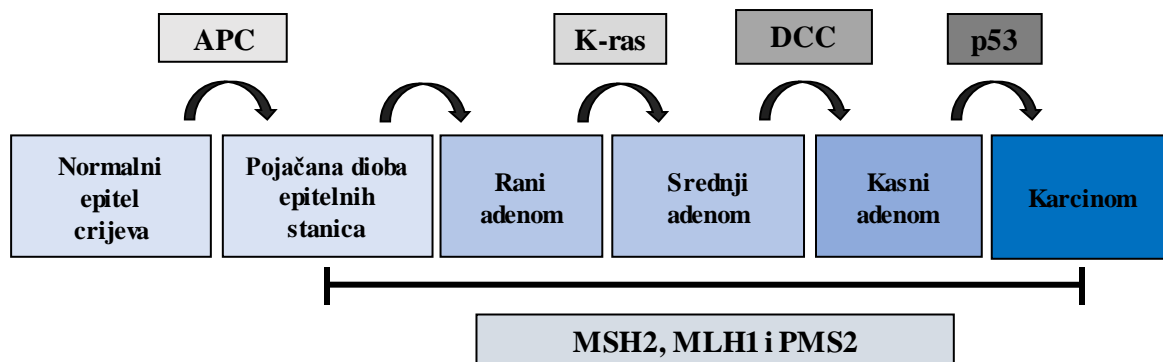 APC
K-ras
DCC
p53
Normalni
epitel
crijeva
Pojačana dioba
epitelnih
stanica
Rani
adenom
Srednji
adenom
Kasni
adenom
Karcinom
MSH2, MLH1 i PMS2